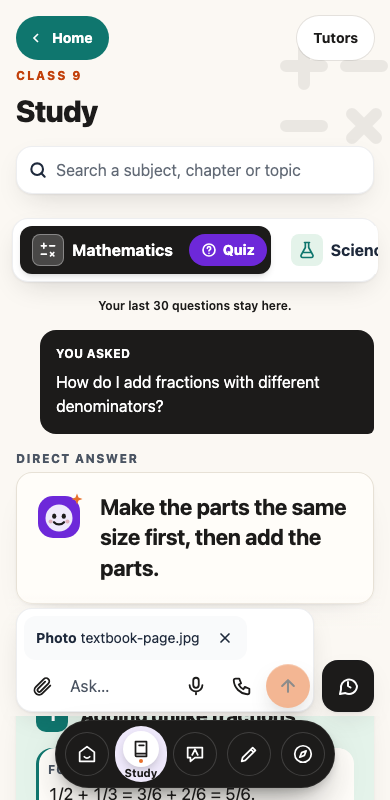 Home
Tutors
CLASS 9
Study
Search a subject, chapter or topic
Mathematics
Quiz
Your last 30 questions stay here.
YOU ASKED
How do I add fractions with different
denominators?
DIRECT ANSWER
Make the parts the same
size first, then add the
parts.
Photo textbook-page.jpg
Ask...
Study
1/2 + 1/3 = 3/6 + 2/6 = 5/6.